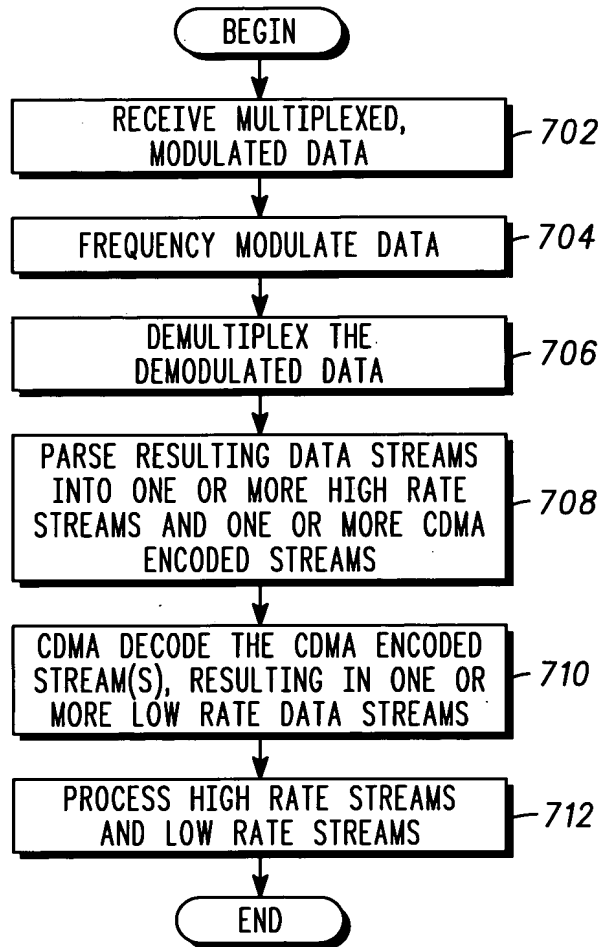 BEGIN
RECEIVE MULTIPLEXED,
MODULATED DATA
702
FREQUENCY MODULATE DATA
704
DEMULTIPLEX THE
DEMODULATED DATA
706
PARSE RESULTING DATA STREAMS
INTO ONE OR MORE HIGH RATE
STREAMS AND ONE OR MORE CDMA
ENCODED STREAMS
708
CDMA DECODE THE CDMA ENCODED
STREAM(S), RESULTING IN ONE OR
MORE LOW RATE DATA STREAMS
710
PROCESS HIGH RATE STREAMS
AND LOW RATE STREAMS
712
END